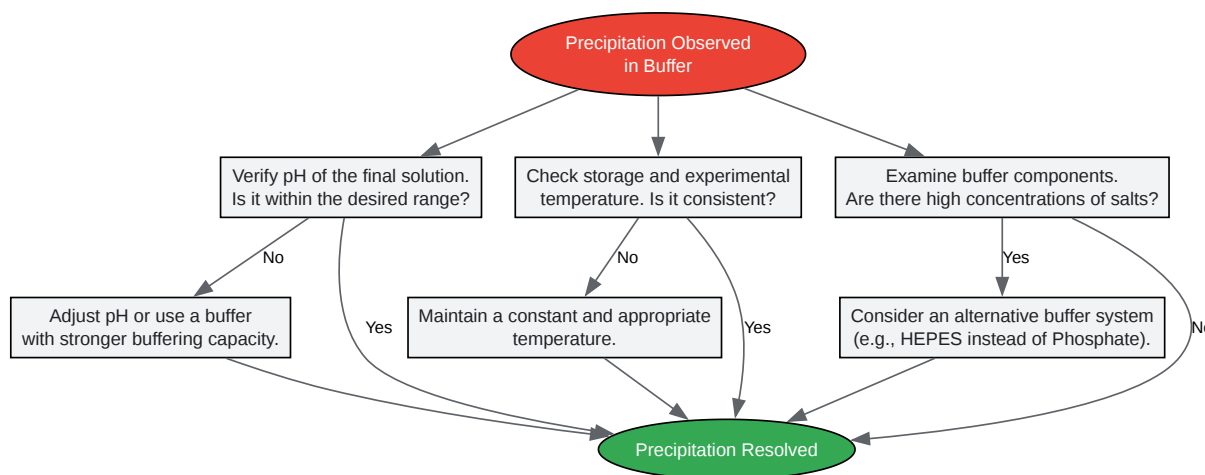 Precipitation Observed
in Buffer
Verify pH of the final solution.
Is it within the desired range?
Check storage and experimental
temperature. Is it consistent?
Examine buffer components.
Are there high concentrations of salts?
No
No
Yes
Adjust pH or use a buffer
with stronger buffering capacity.
Yes
Maintain a constant and appropriate
temperature.
Yes
Consider an alternative buffer system
(e.g., HEPES instead of Phosphate).
No
Precipitation Resolved